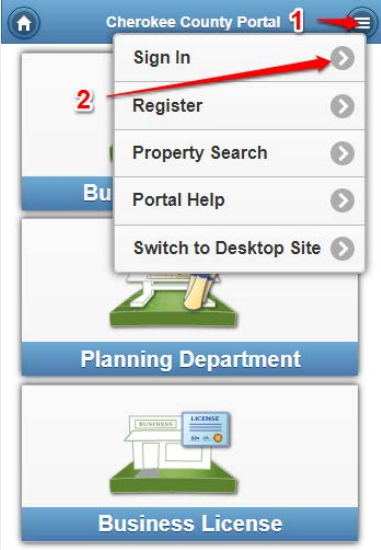 Cherokee County Portal 1
Sign In
2
Register
Property Search
Bu
Portal Help
Switch to Desktop Site
Planning Department
BUSINESS
LICENSE
Business License